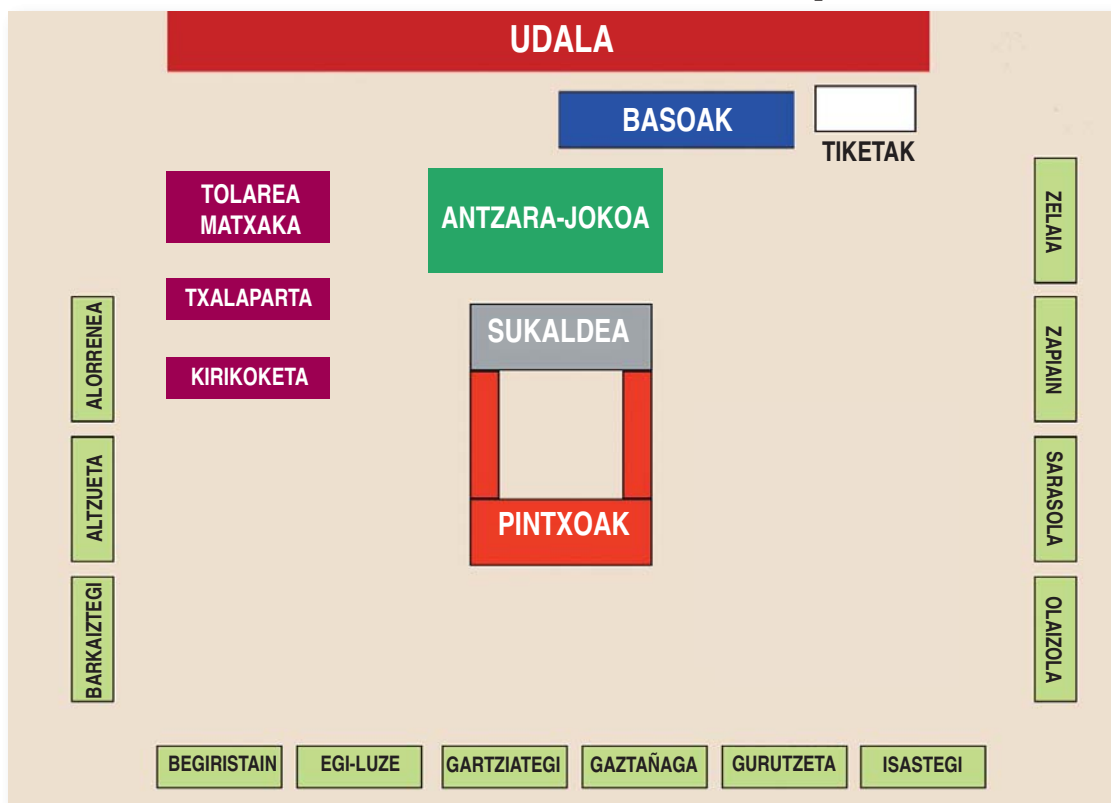 UDALA
BASOAK
TIKETAK
TOLAREA
MATXAKA
ANTZARA-JOKOA
TXALAPARTA
KIRIKOKETA
SUKALDEA
PINTXOAK
ALORRENEA
ALTZUETA
BARKAIZTEGI
ZELAIA
ZAPIAIN
SARASOLA
OLAIZOLA
BEGIRISTAIN
EGI-LUZE
GARTZIATEGI
GAZTAÑAGA
GURUTZETA
ISASTEGI